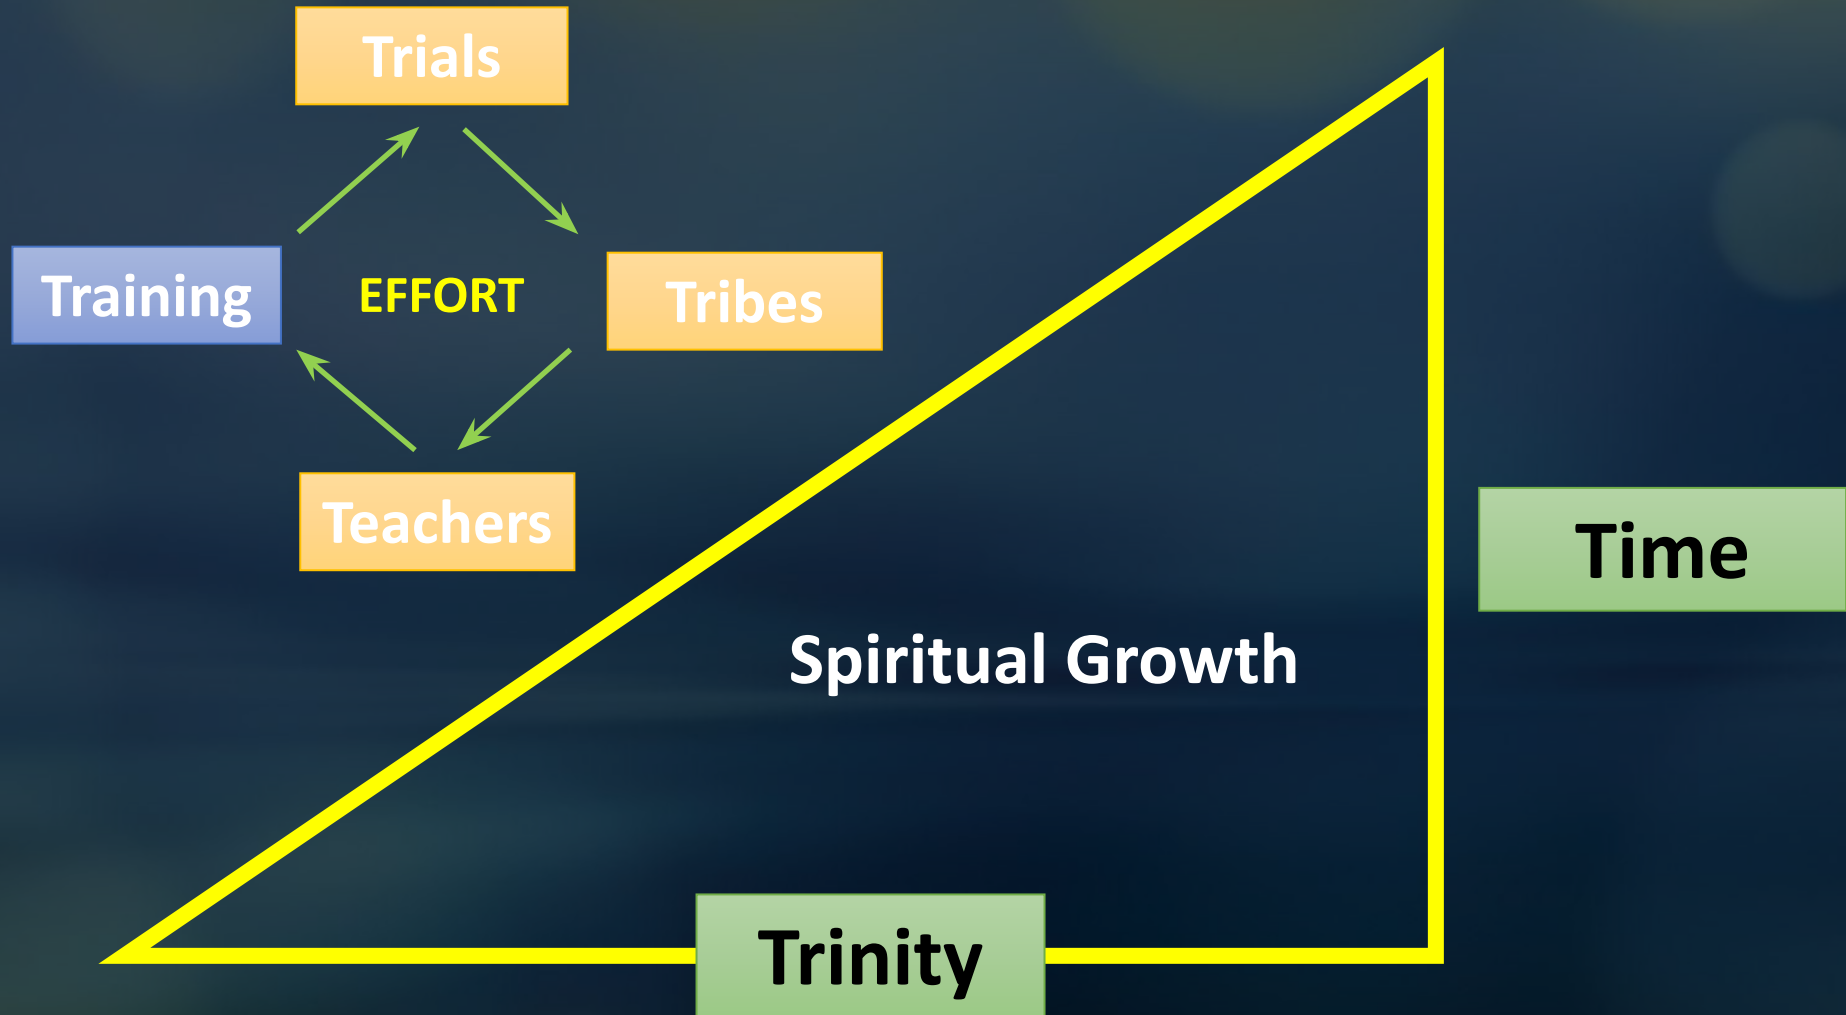 Trials
Training
EFFORT
Tribes
Teachers
Time
Spiritual Growth
Trinity